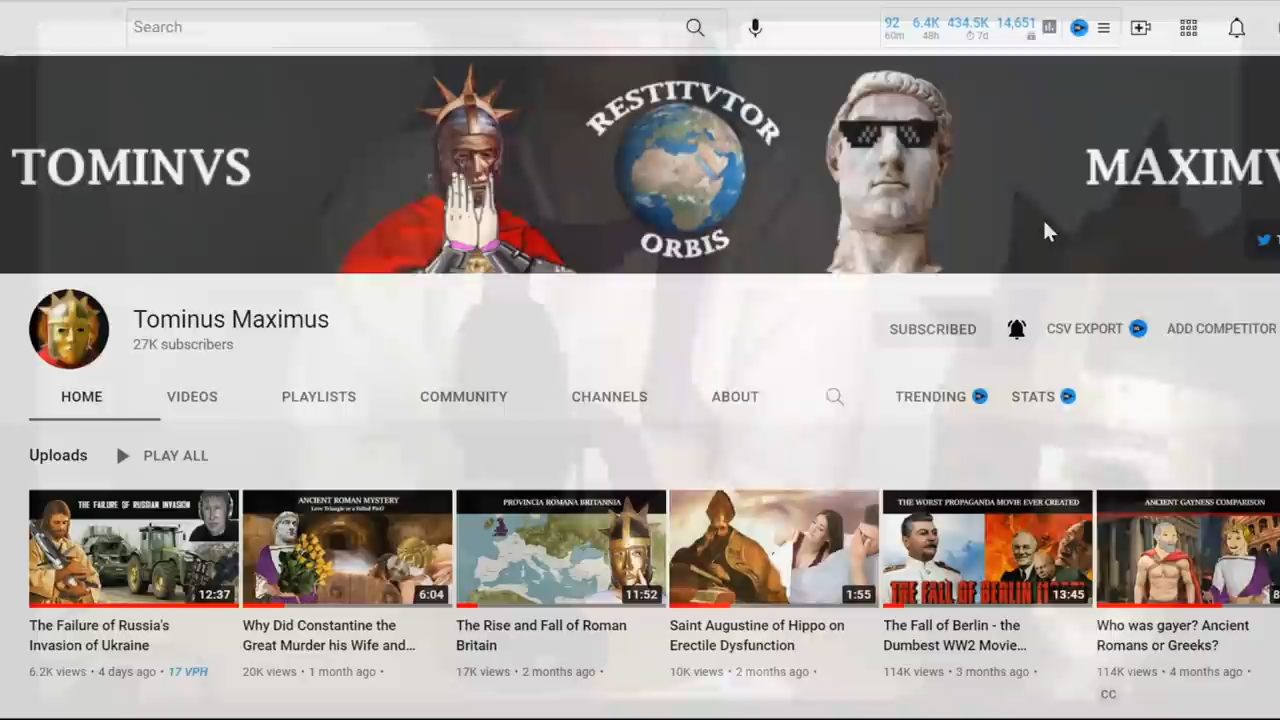 Search
92 6.4K 434.5K 14,651
60m 48h 7d
TOMINVS
RESTITVTOR
ORBIS
MAXIMV
Tominus Maximus
27K subscribers
SUBSCRIBED
CSV EXPORT
ADD COMPETITOR
HOME VIDEOS PLAYLISTS COMMUNITY CHANNELS ABOUT TRENDING STATS
Uploads PLAY ALL
THE FAILURE OF RUSSIAN INVASION
12:37
ANCIENT ROMAN MYSTERY
Love Triangle or a Failed Plot?
6:04
PROVINCIA ROMANA BRITANNIA
11:52
1:55
THE WORST PROPAGANDA MOVIE EVER CREATED
THE FALL OF BERLIN
13:45
ANCIENT GAYNESS COMPARISON
8
The Failure of Russia's
Invasion of Ukraine
6.2K views • 4 days ago • 17 VPH
Why Did Constantine the
Great Murder his Wife and...
20K views • 1 month ago •
The Rise and Fall of Roman
Britain
17K views • 2 months ago •
Saint Augustine of Hippo on
Erectile Dysfunction
10K views • 2 months ago •
The Fall of Berlin - the
Dumbest WW2 Movie...
114K views • 3 months ago •
Who was gayer? Ancient
Romans or Greeks?
114K views • 4 months ago •
CC